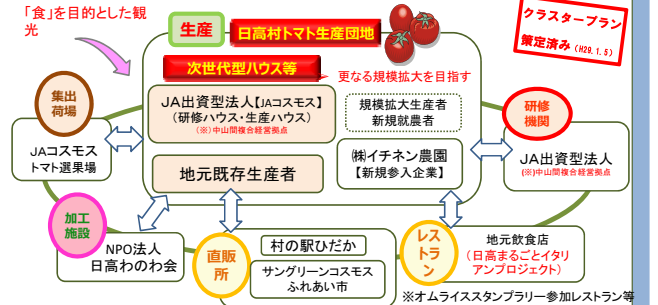 「食」を目的とした観
光
生産
日高村トマト生産団地
クラスタープラン
策定済み（H29.1.5）
次世代型ハウス等
更なる規模拡大を目指す
集出
荷場
JAコスモス
トマト選果場
JA出資型法人【JAコスモス】
（研修ハウス・生産ハウス）
（※）中山間複合経営拠点
規模拡大生産者
新規就農者
研修
機関
JA出資型法人
（※）中山間複合経営拠点
地元既存生産者
㈱イチネン農園
【新規参入企業】
加工
施設
NPO法人
日高わのわ会
直販
所
村の駅ひだか
サングリーンコスモス
ふれあい市
レス
トラ
ン
地元飲食店
（日高まるごとイタリ
アンプロジェクト）
※オムライススタンプラリー参加レストラン等